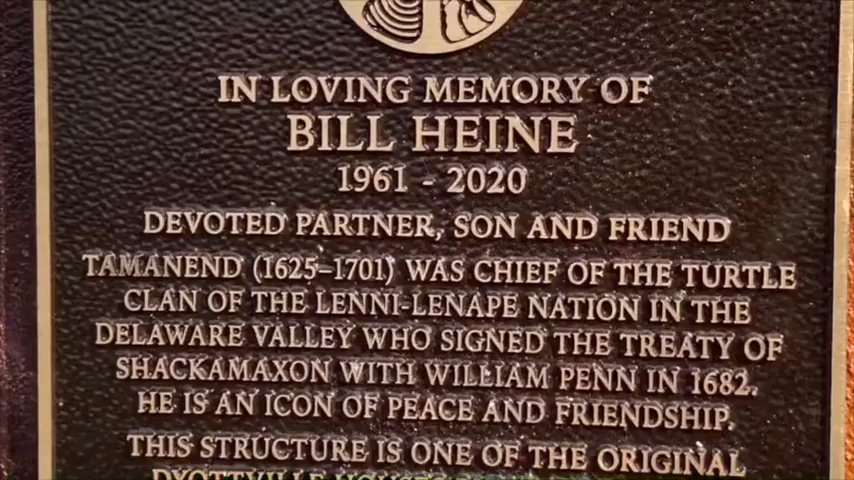 IN LOVING MEMORY OF
BILL HEINE
1961 - 2020
DEVOTED PARTNER, SON AND FRIEND
TAMANEND (1625–1701) WAS CHIEF OF THE TURTLE
CLAN OF THE LENNI-LENAPE NATION IN THE
DELAWARE VALLEY WHO SIGNED THE TREATY OF
SHACKAMAXON WITH WILLIAM PENN IN 1682.
HE IS AN ICON OF PEACE AND FRIENDSHIP.
THIS STRUCTURE IS ONE OF THE ORIGINAL
DYOTTVILLE